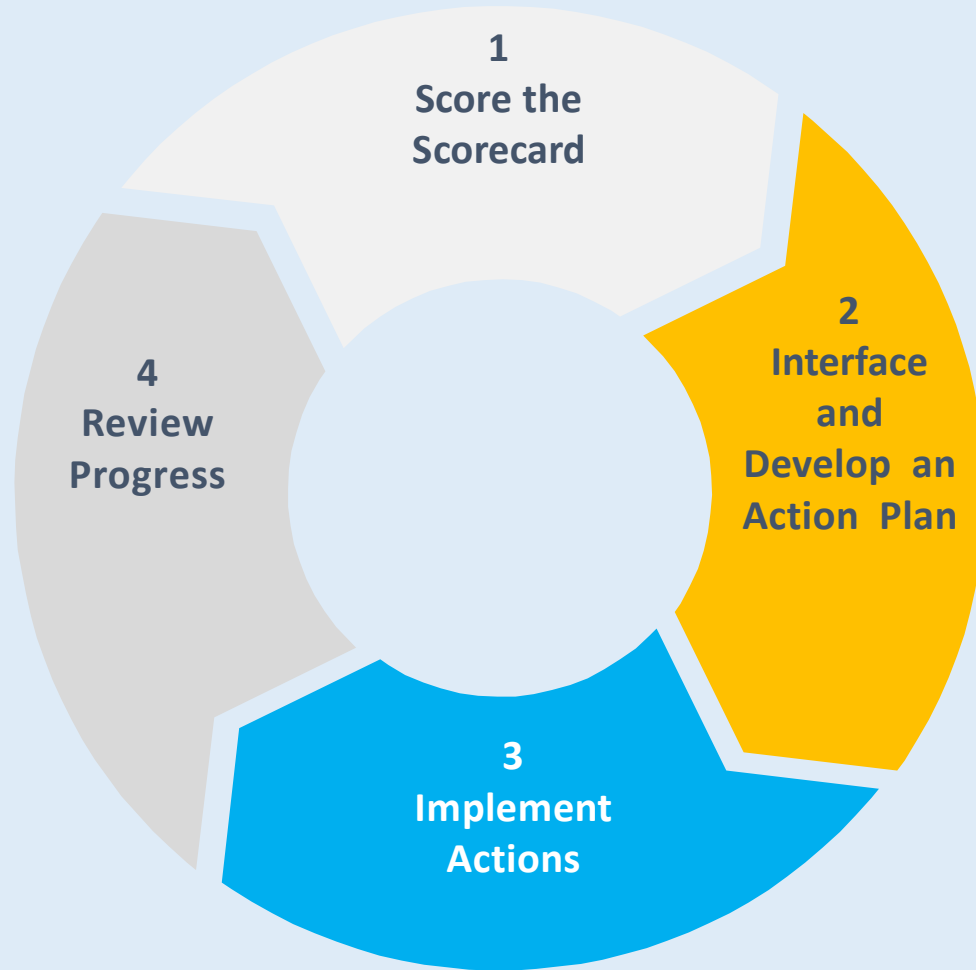 1
Score the
Scorecard
2
Interface
and
Develop an
Action Plan
3
Implement
Actions
4
Review
Progress